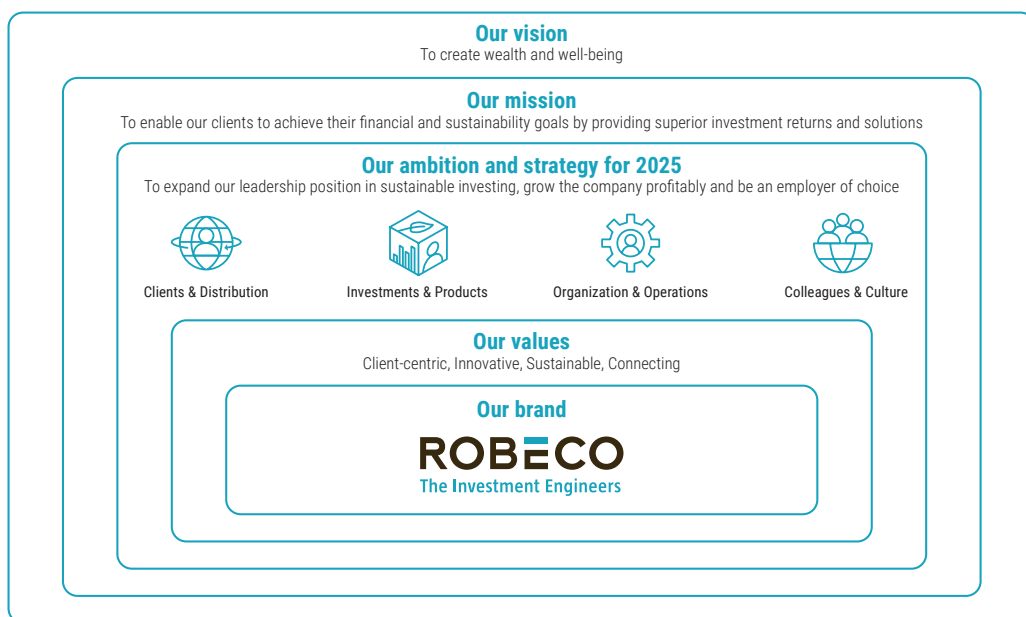 Our vision
To create wealth and well-being
Our mission
To enable our clients to achieve their financial and sustainability goals by providing superior investment returns and solutions
Our ambition and strategy for 2025
To expand our leadership position in sustainable investing, grow the company profitably and be an employer of choice
Clients & Distribution
Investments & Products
Organization & Operations
Colleagues & Culture
Our values
Client-centric, Innovative, Sustainable, Connecting
Our brand
ROBECO
The Investment Engineers